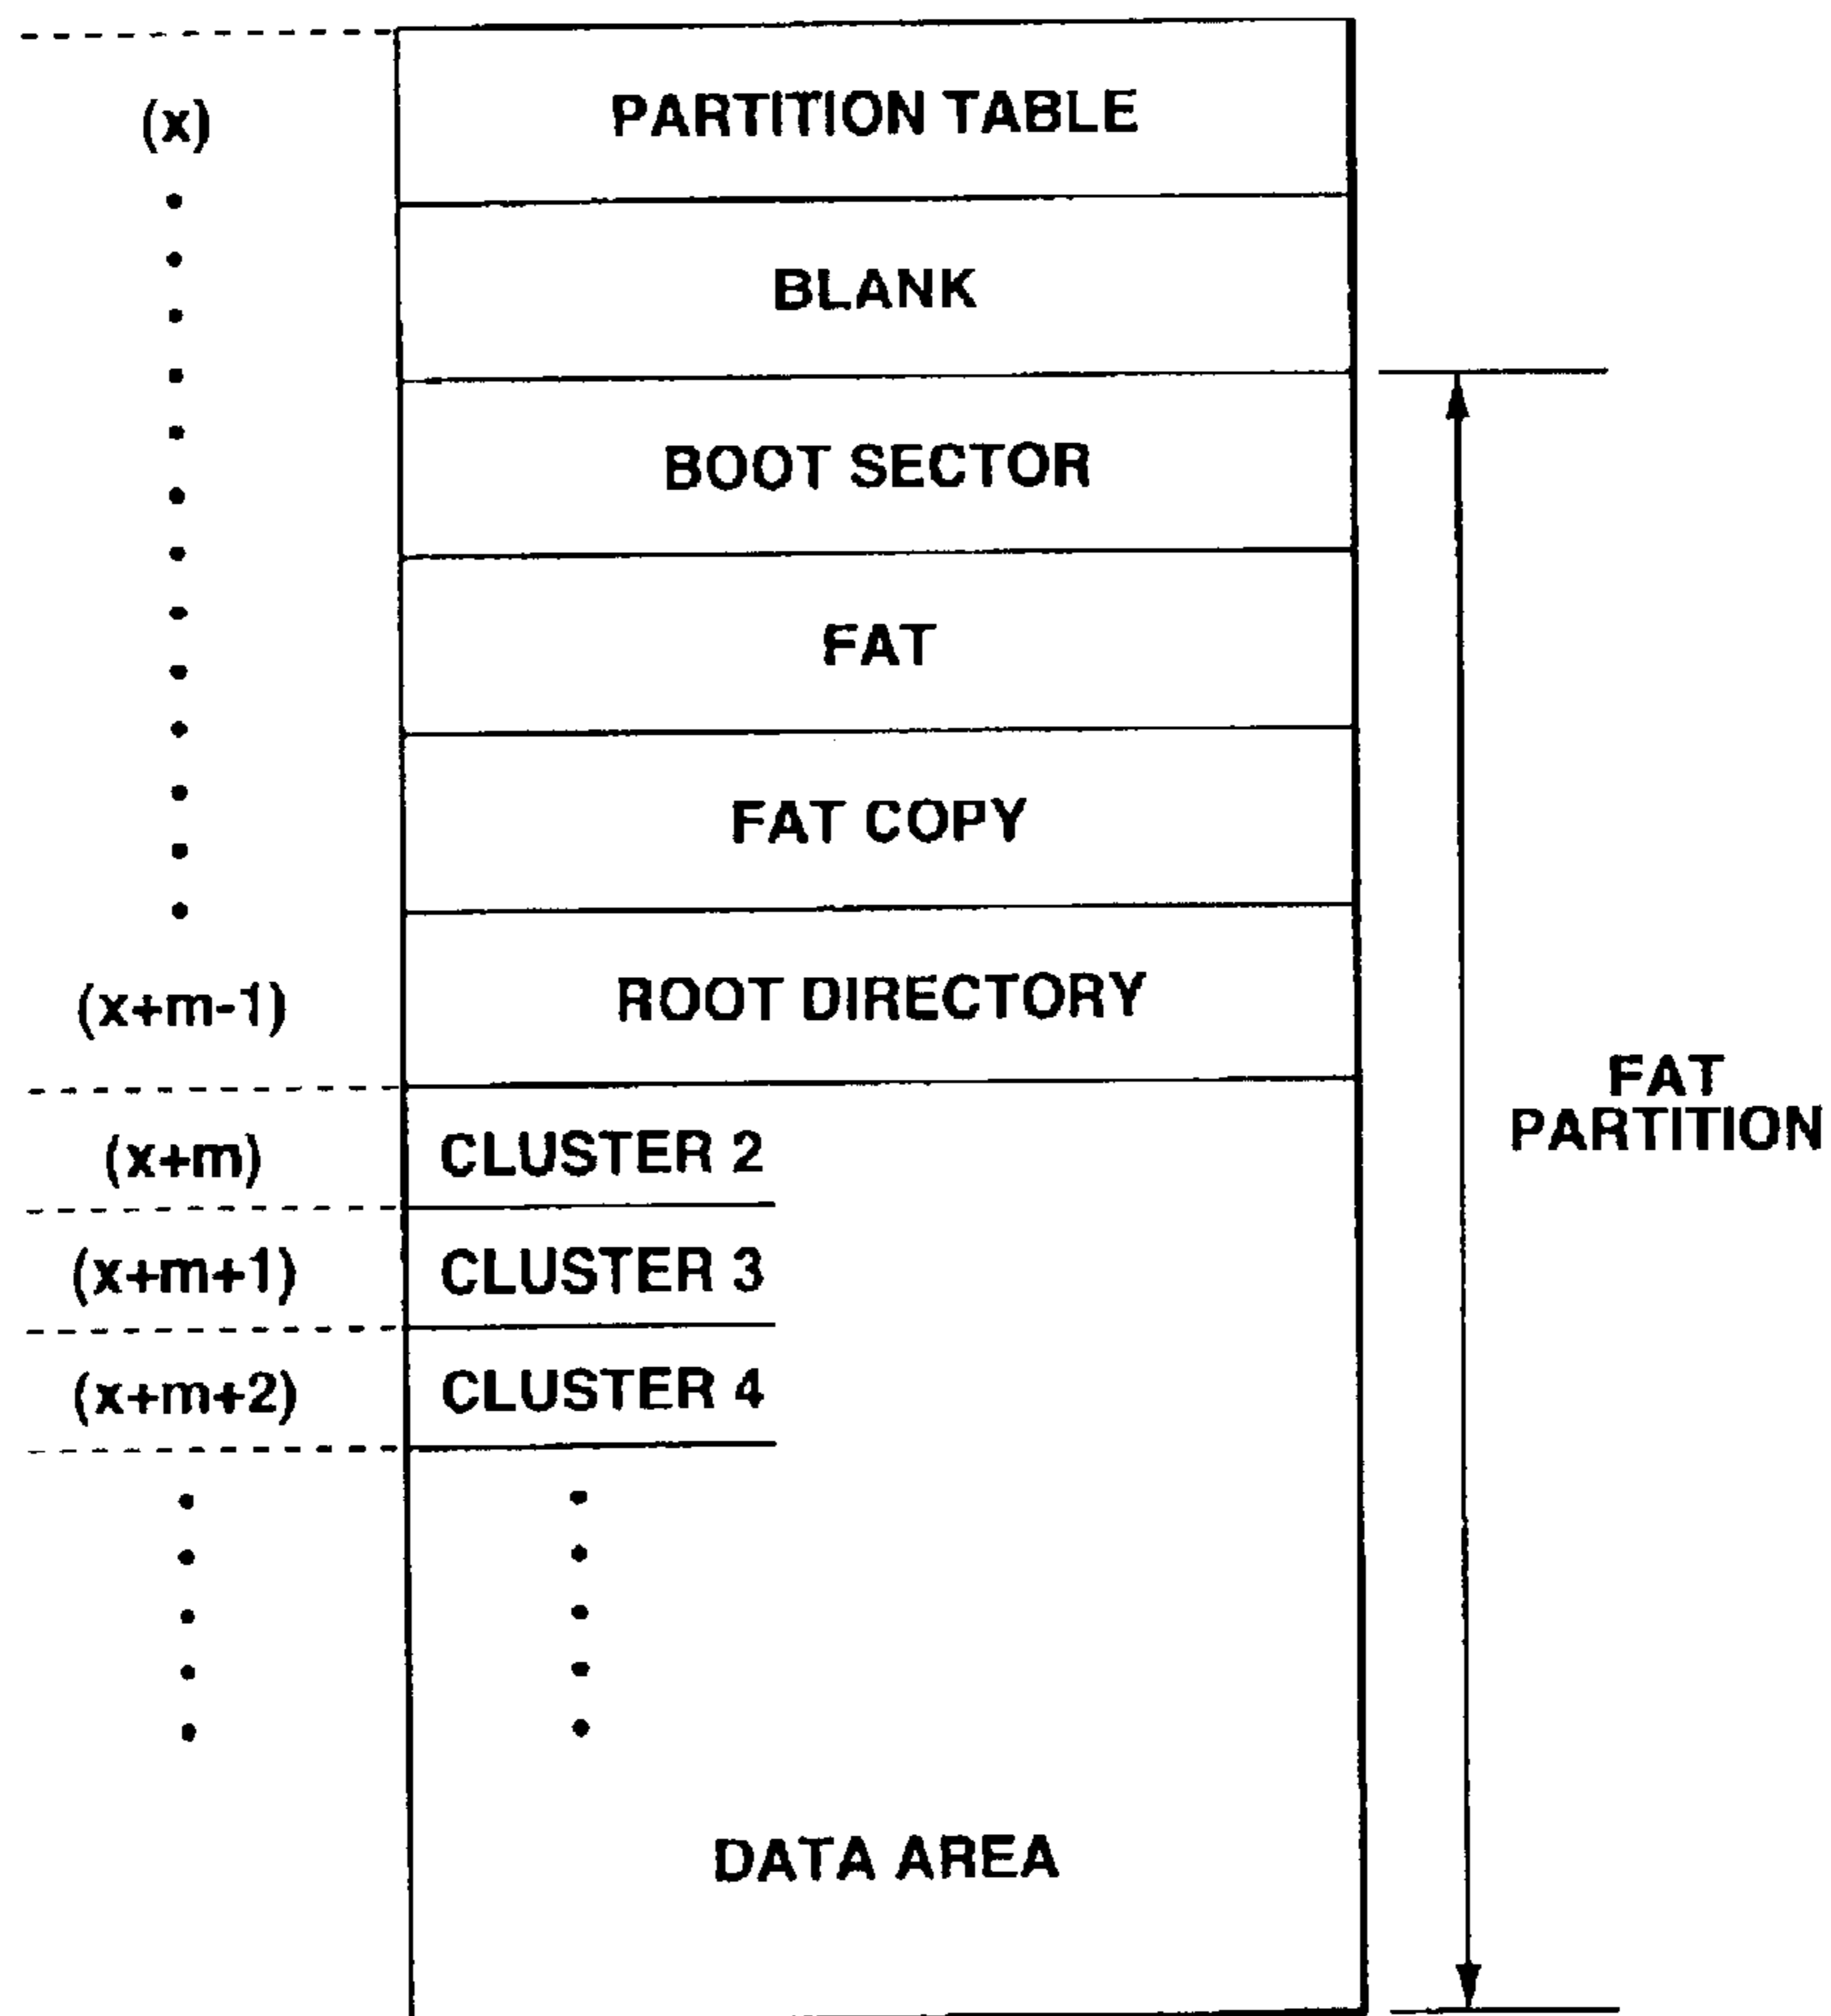 (x)
PARTITION TABLE
BLANK
BOOT SECTOR
FAT
FAT COPY
(x+m-1)
ROOT DIRECTORY
FAT
PARTITION
(x+m)
CLUSTER 2
(x+m+1)
CLUSTER 3
(x+m+2)
CLUSTER 4
DATA AREA